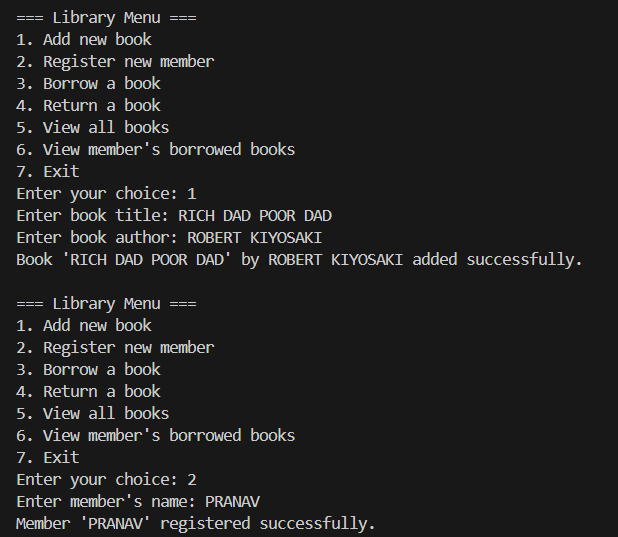 === Library Menu ===
1. Add new book
2. Register new member
3. Borrow a book
4. Return a book
5. View all books
6. View member's borrowed books
7. Exit
Enter your choice: 1
Enter book title: RICH DAD POOR DAD
Enter book author: ROBERT KIYOSAKI
Book 'RICH DAD POOR DAD' by ROBERT KIYOSAKI added successfully.

=== Library Menu ===
1. Add new book
2. Register new member
3. Borrow a book
4. Return a book
5. View all books
6. View member's borrowed books
7. Exit
Enter your choice: 2
Enter member's name: PRANAV
Member 'PRANAV' registered successfully.